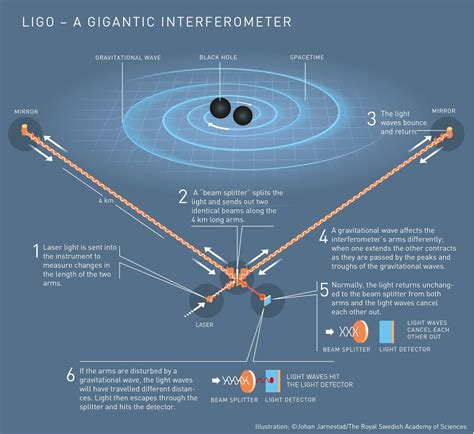 LIGO – A GIGANTIC INTERFEROMETER
GRAVITATIONAL WAVE
BLACK HOLE
SPACETIME
MIRROR
MIRROR
3 The light
waves bounce
and return.
4 km
2 A "beam splitter" splits the
light and sends out two
identical beams along the
4 km long arms.
1 Laser light is sent into
the instrument to
measure changes in
the length of the two
arms.
4 A gravitational wave affects the
interferometer's arms differently;
when one extends the other contracts
as they are passed by the peaks and
troughs of the gravitational waves.
5 Normally, the light returns unchan-
ged to the beam splitter from both
arms and the light waves cancel
each other out.
LASER
LIGHT WAVES
CANCEL EACH
OTHER OUT
BEAM SPLITTER
LIGHT DETECTOR
6 If the arms are disturbed by a
gravitational wave, the light waves
will have travelled different distan-
ces. Light then escapes through the
splitter and hits the detector.
LIGHT WAVES HIT
THE LIGHT DETECTOR
BEAM SPLITTER
LIGHT DETECTOR
Illustration: ©Johan Jarnestad/The Royal Swedish Academy of Sciences